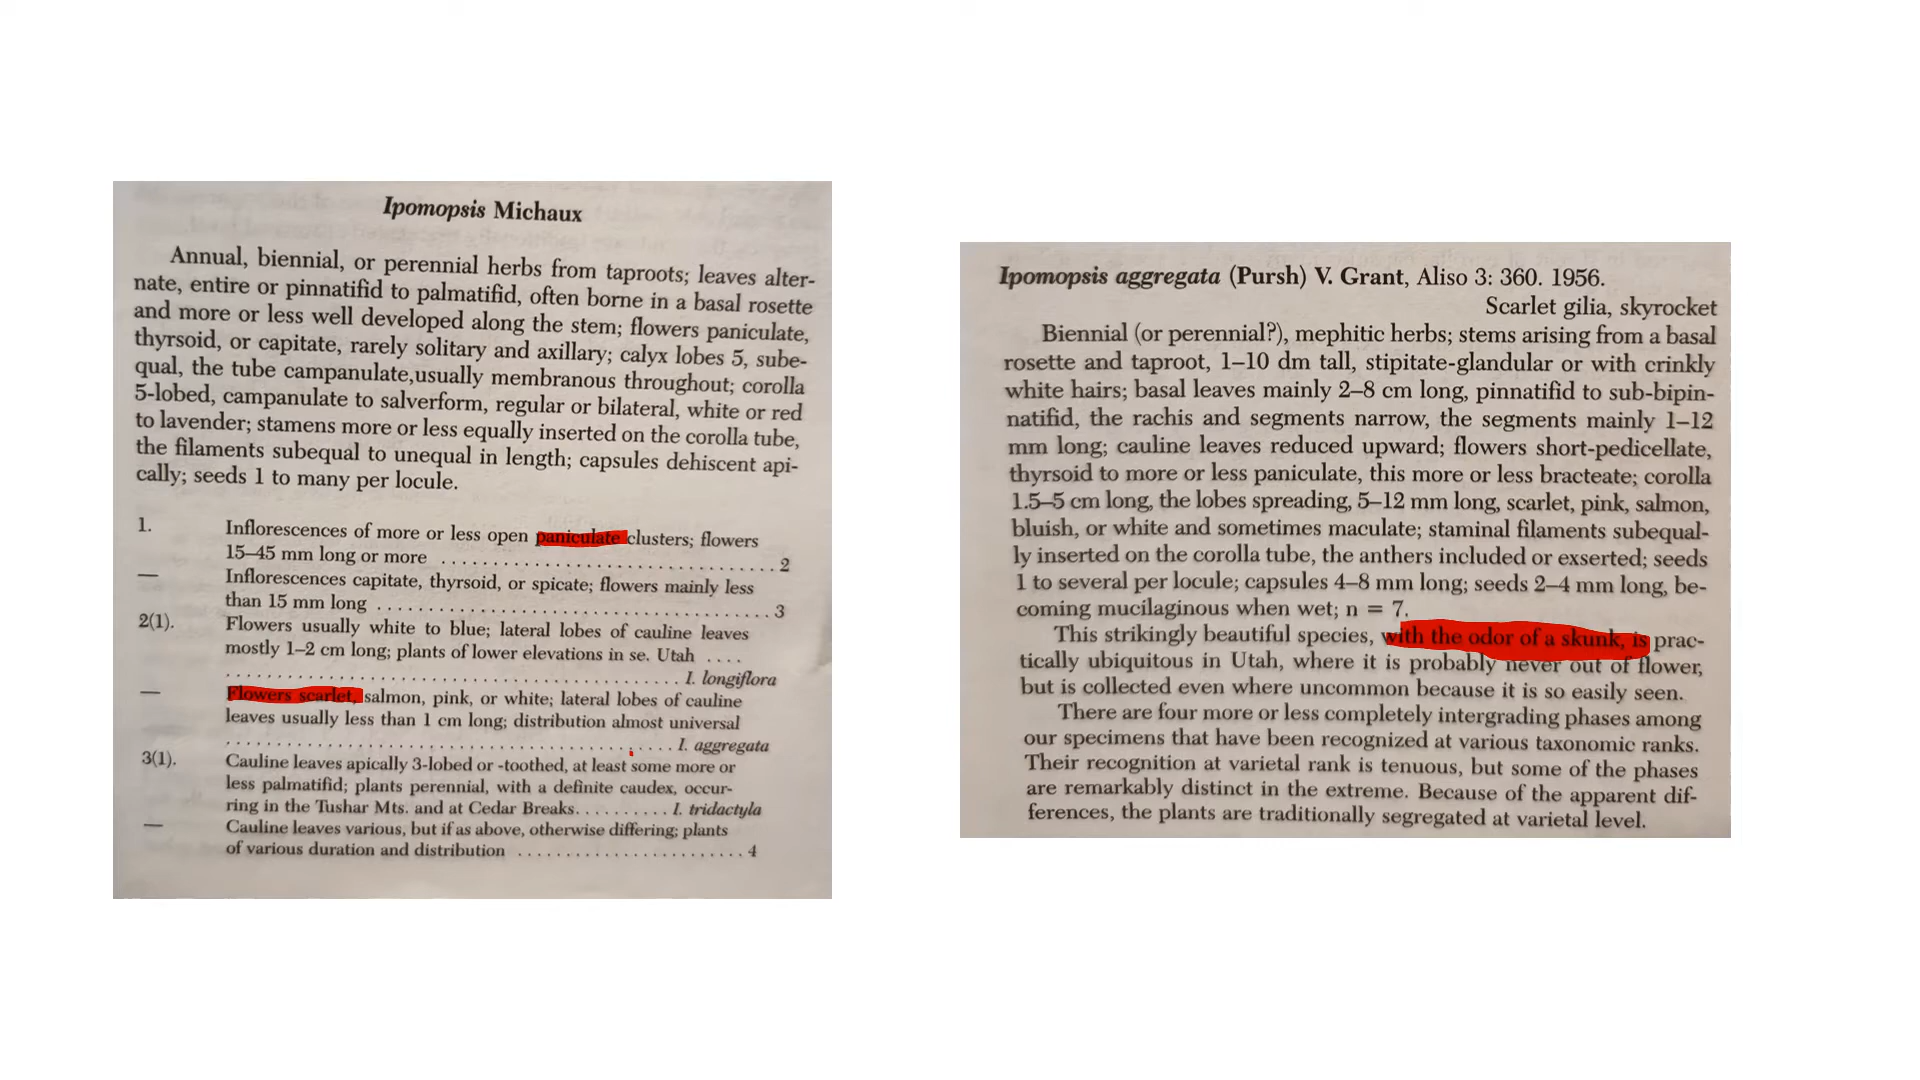 Ipomopsis Michaux
Annual, biennial, or perennial herbs from taproots; leaves alter-
nate, entire or pinnatifid to palmatifid, often borne in a basal rosette
and more or less well developed along the stem; flowers paniculate,
thyrsoid, or capitate, rarely solitary and axillary; calyx lobes 5, sube-
qual, the tube campanulate,usually membranous throughout; corolla
5-lobed, campanulate to salverform, regular or bilateral, white or red
to lavender; stamens more or less equally inserted on the corolla tube,
the filaments subequal to unequal in length; capsules dehiscent api-
cally; seeds 1 to many per locule.
1. Inflorescences of more or less open paniculate clusters; flowers
15–45 mm long or more . . . . . . . . . . . . . . . . . . . . . . . . . . . . . . . . . . 2
— Inflorescences capitate, thyrsoid, or spicate; flowers mainly less
than 15 mm long . . . . . . . . . . . . . . . . . . . . . . . . . . . . . . . . . . . . . . . 3
2(1). Flowers usually white to blue; lateral lobes of cauline leaves
mostly 1–2 cm long; plants of lower elevations in se. Utah . . . .
. . . . . . . . . . . . . . . . . . . . . . . . . . . . . . . . . . . . . . . . . . . . I. longiflora
— Flowers scarlet, salmon, pink, or white; lateral lobes of cauline
leaves usually less than 1 cm long; distribution almost universal
. . . . . . . . . . . . . . . . . . . . . . . . . . . . . . . . . . . . . . . . . . . I. aggregata
3(1). Cauline leaves apically 3-lobed or -toothed, at least some more or
less palmatifid; plants perennial, with a definite caudex, occur-
ring in the Tushar Mts. and at Cedar Breaks. . . . . . . . . . I. tridactyla
— Cauline leaves various, but if as above, otherwise differing; plants
of various duration and distribution . . . . . . . . . . . . . . . . . . . . . . . . 4
Ipomopsis aggregata (Pursh) V. Grant, Aliso 3: 360. 1956.
Scarlet gilia, skyrocket
Biennial (or perennial?), mephitic herbs; stems arising from a basal
rosette and taproot, 1–10 dm tall, stipitate-glandular or with crinkly
white hairs; basal leaves mainly 2–8 cm long, pinnatifid to sub-bipin-
natifid, the rachis and segments narrow, the segments mainly 1–12
mm long; cauline leaves reduced upward; flowers short-pedicellate,
thyrsoid to more or less paniculate, this more or less bracteate; corolla
1.5–5 cm long, the lobes spreading, 5–12 mm long, scarlet, pink, salmon,
bluish, or white and sometimes maculate; staminal filaments subequal-
ly inserted on the corolla tube, the anthers included or exserted; seeds
1 to several per locule; capsules 4–8 mm long; seeds 2–4 mm long, be-
coming mucilaginous when wet; n = 7.
This strikingly beautiful species, with the odor of a skunk, is prac-
tically ubiquitous in Utah, where it is probably never out of flower,
but is collected even where uncommon because it is so easily seen.
There are four more or less completely intergrading phases among
our specimens that have been recognized at various taxonomic ranks.
Their recognition at varietal rank is tenuous, but some of the phases
are remarkably distinct in the extreme. Because of the apparent dif-
ferences, the plants are traditionally segregated at varietal level.